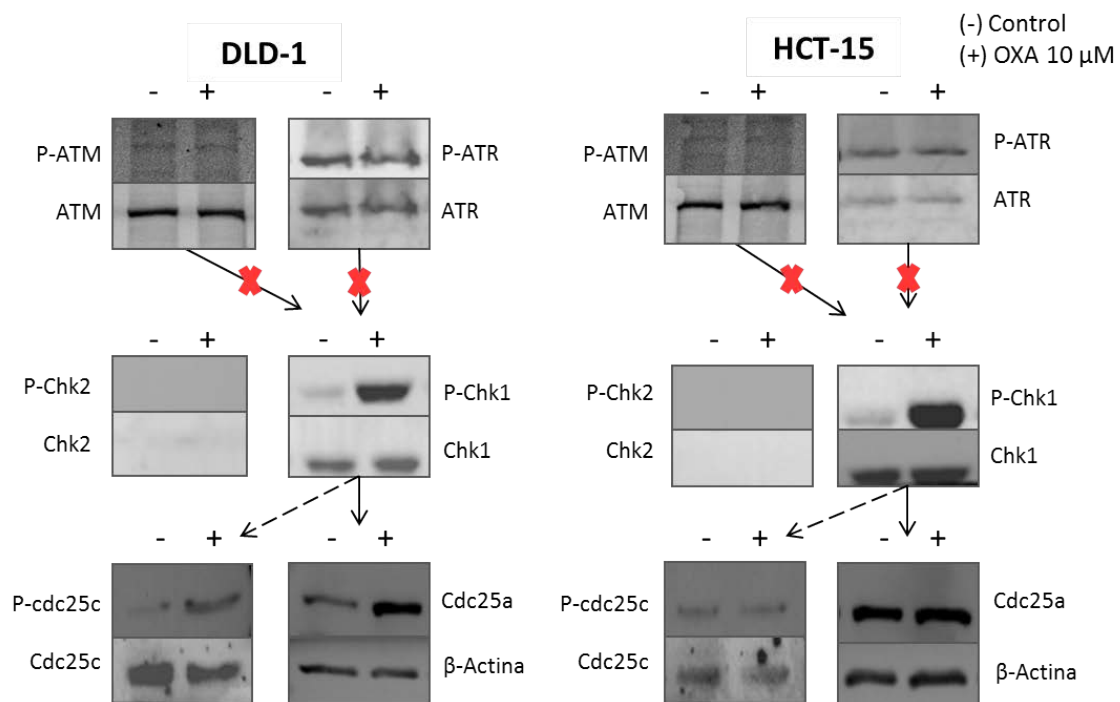 DLD-1
HCT-15
(-) Control
(+) OXA 10 µM
- + - +
P-ATM
P-ATR
ATM
ATR
- + - +
P-Chk2
P-Chk1
Chk2
Chk1
- + - +
P-cdc25c
Cdc25a
Cdc25c
β-Actina
- + - +
P-ATM
P-ATR
ATM
ATR
- + - +
P-Chk2
P-Chk1
Chk2
Chk1
- + - +
P-cdc25c
Cdc25a
Cdc25c
β-Actina